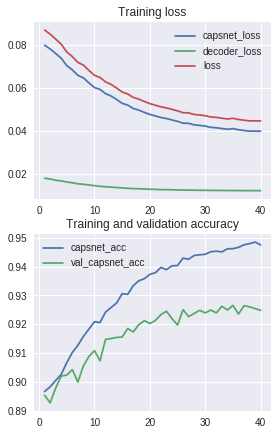 Training loss
capsnet_loss
decoder_loss
loss
0.08
0.06
0.04
0.02
0 10 20 30 40
Training and validation accuracy
capsnet_acc
val_capsnet_acc
0.95
0.94
0.93
0.92
0.91
0.90
0.89
0 10 20 30 40